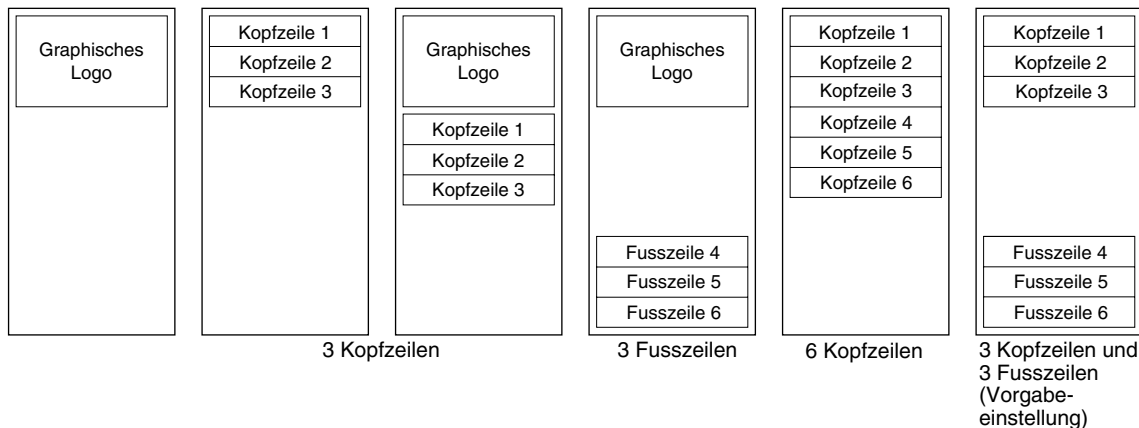 Graphisches
Logo
Kopfzeile 1
Kopfzeile 2
Kopfzeile 3
Graphisches
Logo
Kopfzeile 1
Kopfzeile 2
Kopfzeile 3
3 Kopfzeilen
Graphisches
Logo
Fusszeile 4
Fusszeile 5
Fusszeile 6
3 Fusszeilen
Kopfzeile 1
Kopfzeile 2
Kopfzeile 3
Kopfzeile 4
Kopfzeile 5
Kopfzeile 6
6 Kopfzeilen
Kopfzeile 1
Kopfzeile 2
Kopfzeile 3
Fusszeile 4
Fusszeile 5
Fusszeile 6
3 Kopfzeilen und
3 Fusszeilen
(Vorgabe-
einstellung)